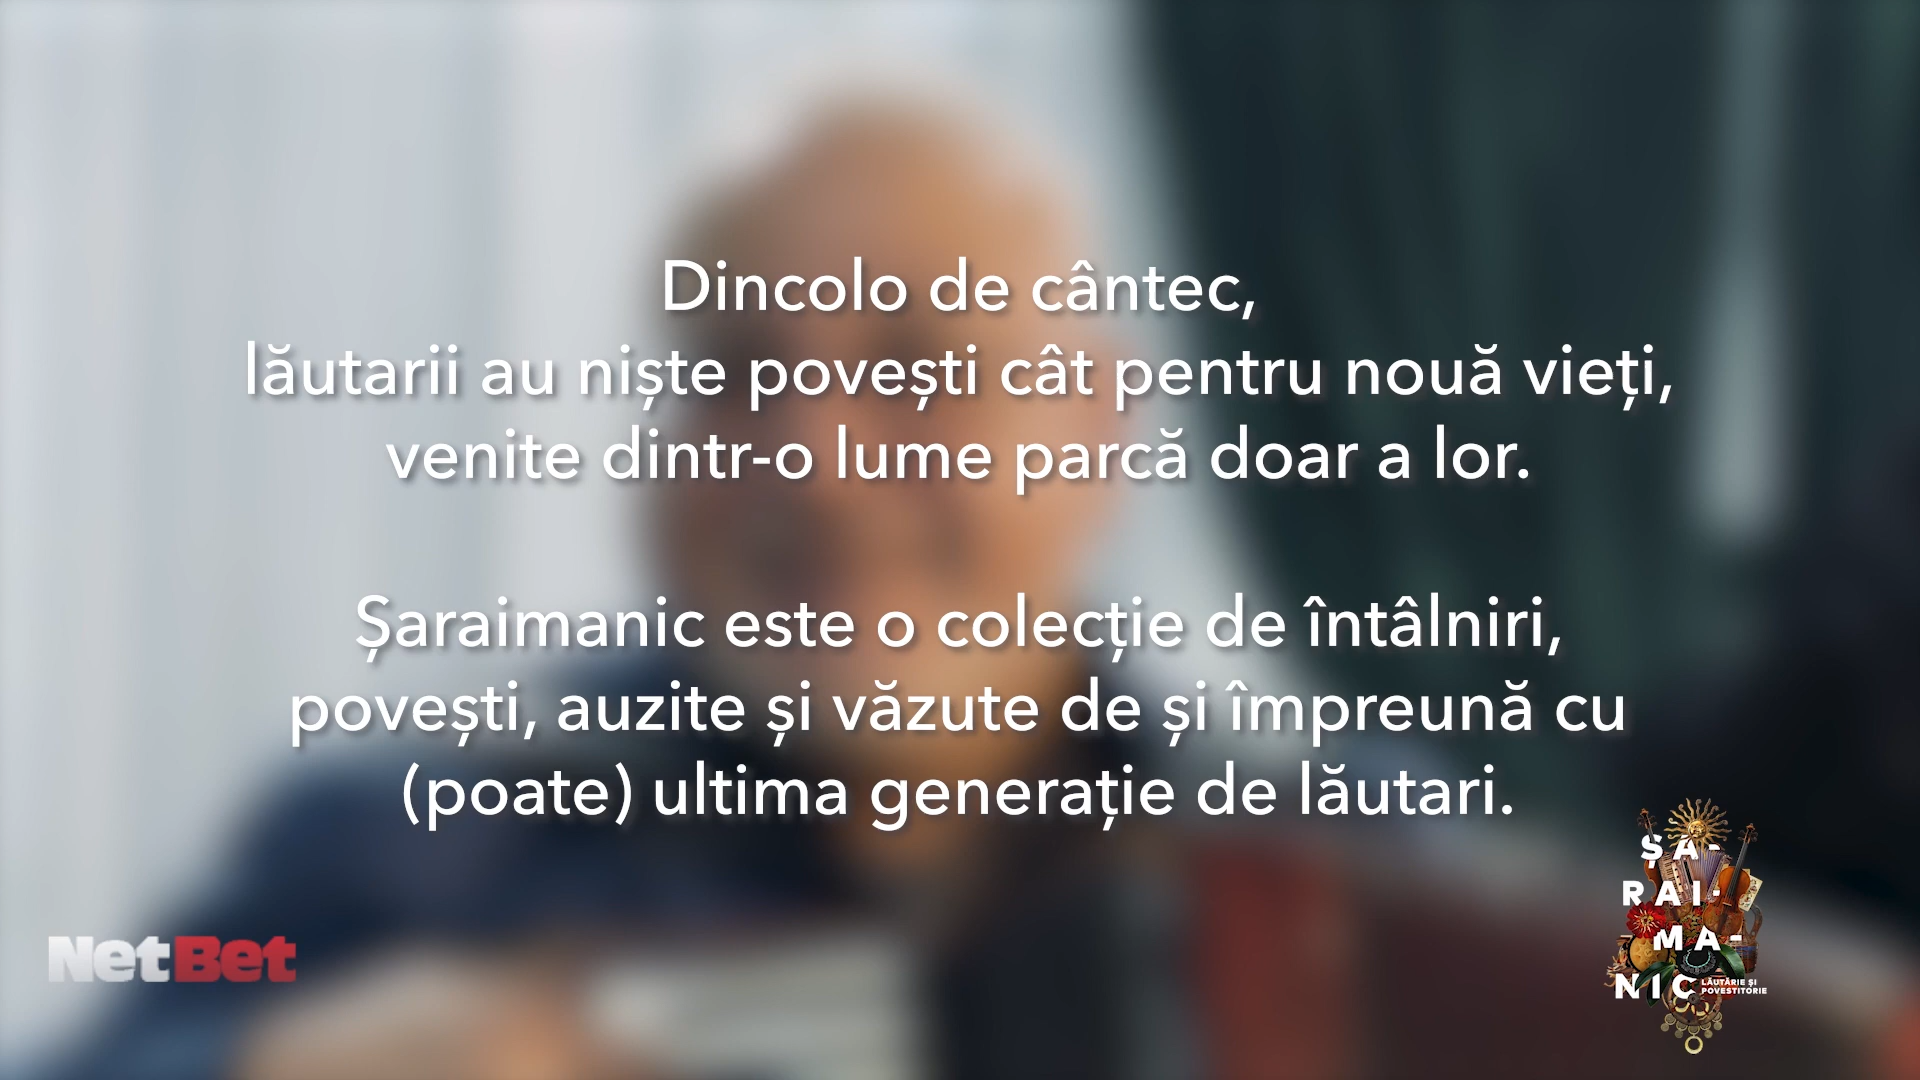 Dincolo de cântec,
lăutarii au niște povești cât pentru nouă vieți,
venite dintr-o lume parcă doar a lor.
Șaraimanic este o colecție de întâlniri,
povești, auzite și văzute de și împreună cu
(poate) ultima generație de lăutari.
NetBet
ȘA-
RAI-
MA-
NIC
LĂUTĂRIE ȘI
POVESTITORIE